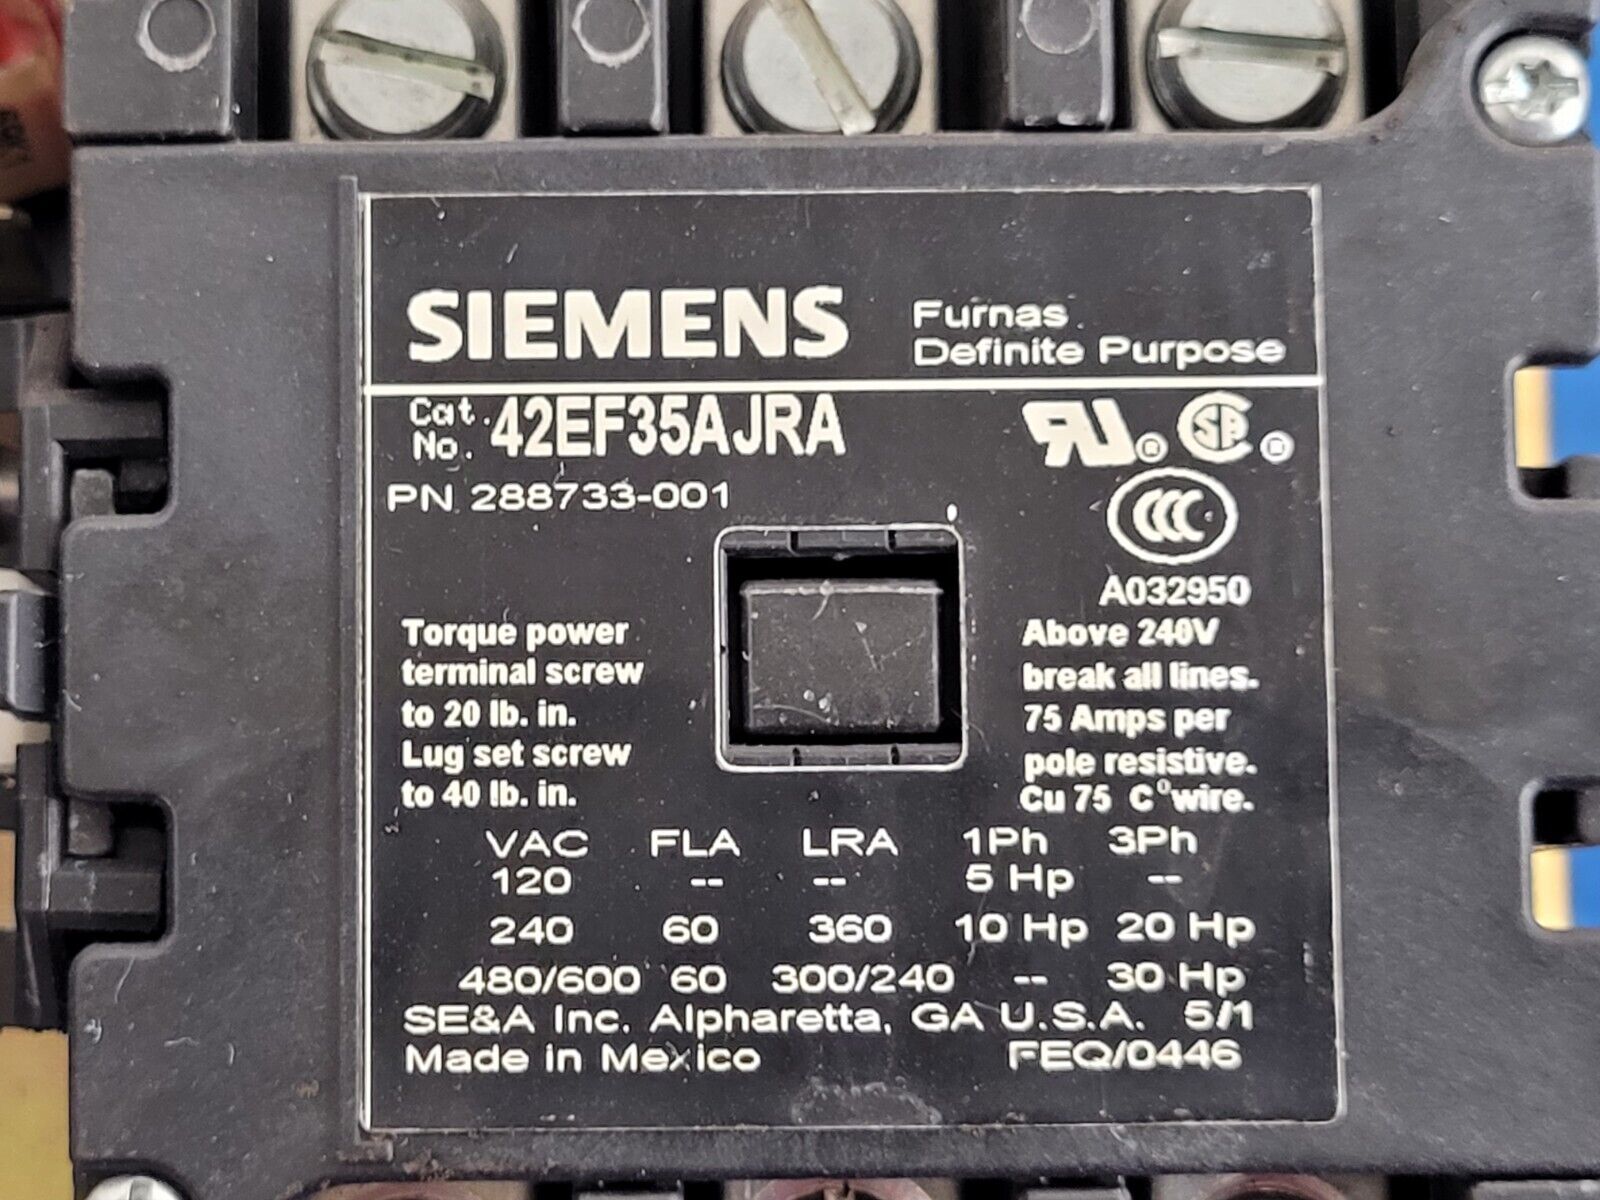 SIEMENS
Furnas
Definite Purpose
Cat. No. 42EF35AJRA
PN 288733-001
A032950
Torque power
terminal screw
to 20 lb. in.
Lug set screw
to 40 lb. in.
Above 240V
break all lines.
75 Amps per
pole resistive.
Cu 75 C° wire.
VAC FLA LRA 1Ph 3Ph
120 -- -- 5 Hp --
240 60 360 10 Hp 20 Hp
480/600 60 300/240 -- 30 Hp
SE&A Inc. Alpharetta, GA U.S.A. 5/1
Made in Mexico FEQ/0446